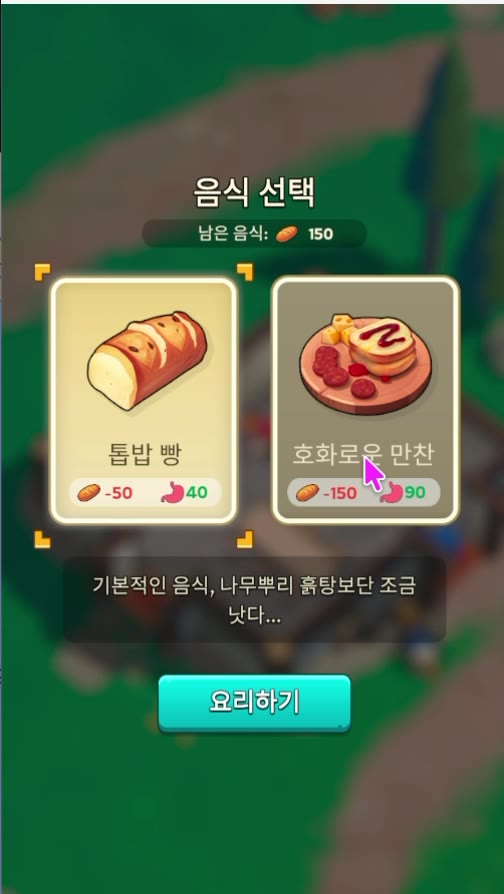 음식 선택
남은 음식: 150
톱밥 빵
호화로운 만찬
-50 40
-150 90
기본적인 음식, 나무뿌리 흙탕보단 조금
낫다...
요리하기